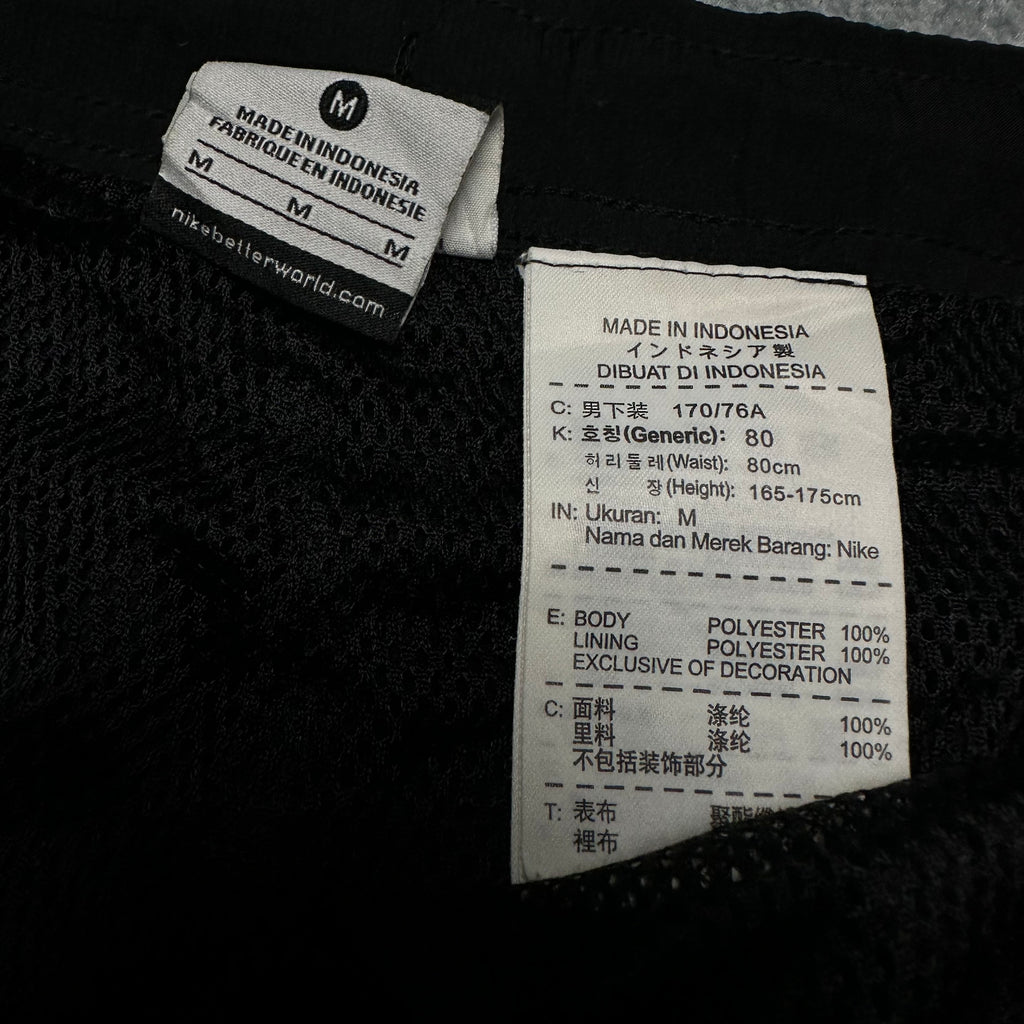 M
MADE IN INDONESIA
FABRIQUE EN INDONESIE
M
M
M
nikebetterworld.com
MADE IN INDONESIA
インドネシア製
DIBUAT DI INDONESIA
C: 男下装 170/76A
K: 호칭(Generic): 80
허리둘레(Waist): 80cm
신 장(Height): 165-175cm
IN: Ukuran: M
Nama dan Merek Barang: Nike
E: BODY POLYESTER 100%
LINING POLYESTER 100%
EXCLUSIVE OF DECORATION
C: 面料 涤纶 100%
里料 涤纶 100%
不包括装饰部分
T: 表布 聚酯
裡布